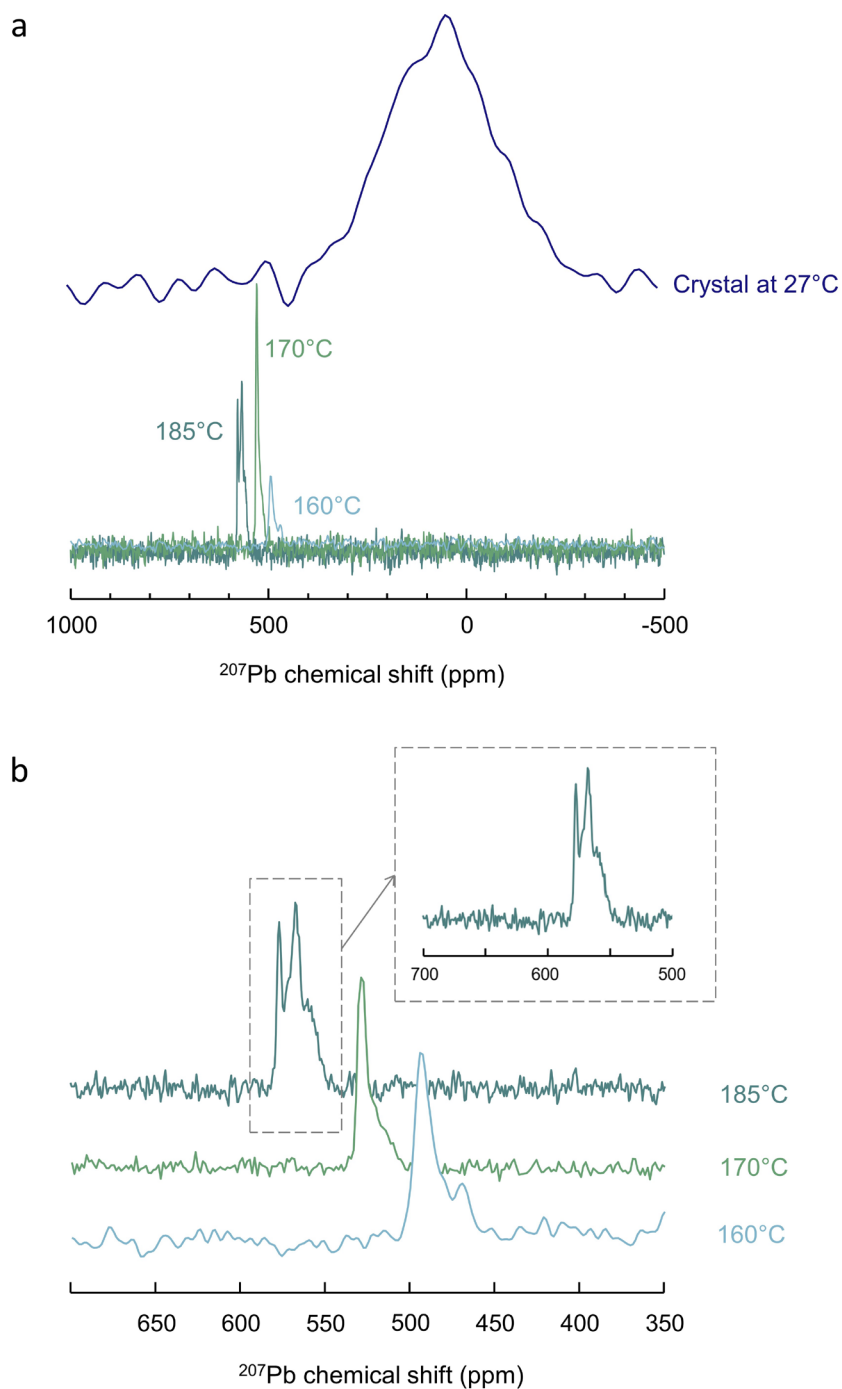 a
Crystal at 27°C
170°C
185°C
160°C
1000 500 0 -500
²⁰⁷Pb chemical shift (ppm)
b
700 600 500
185°C
170°C
160°C
650 600 550 500 450 400 350
²⁰⁷Pb chemical shift (ppm)